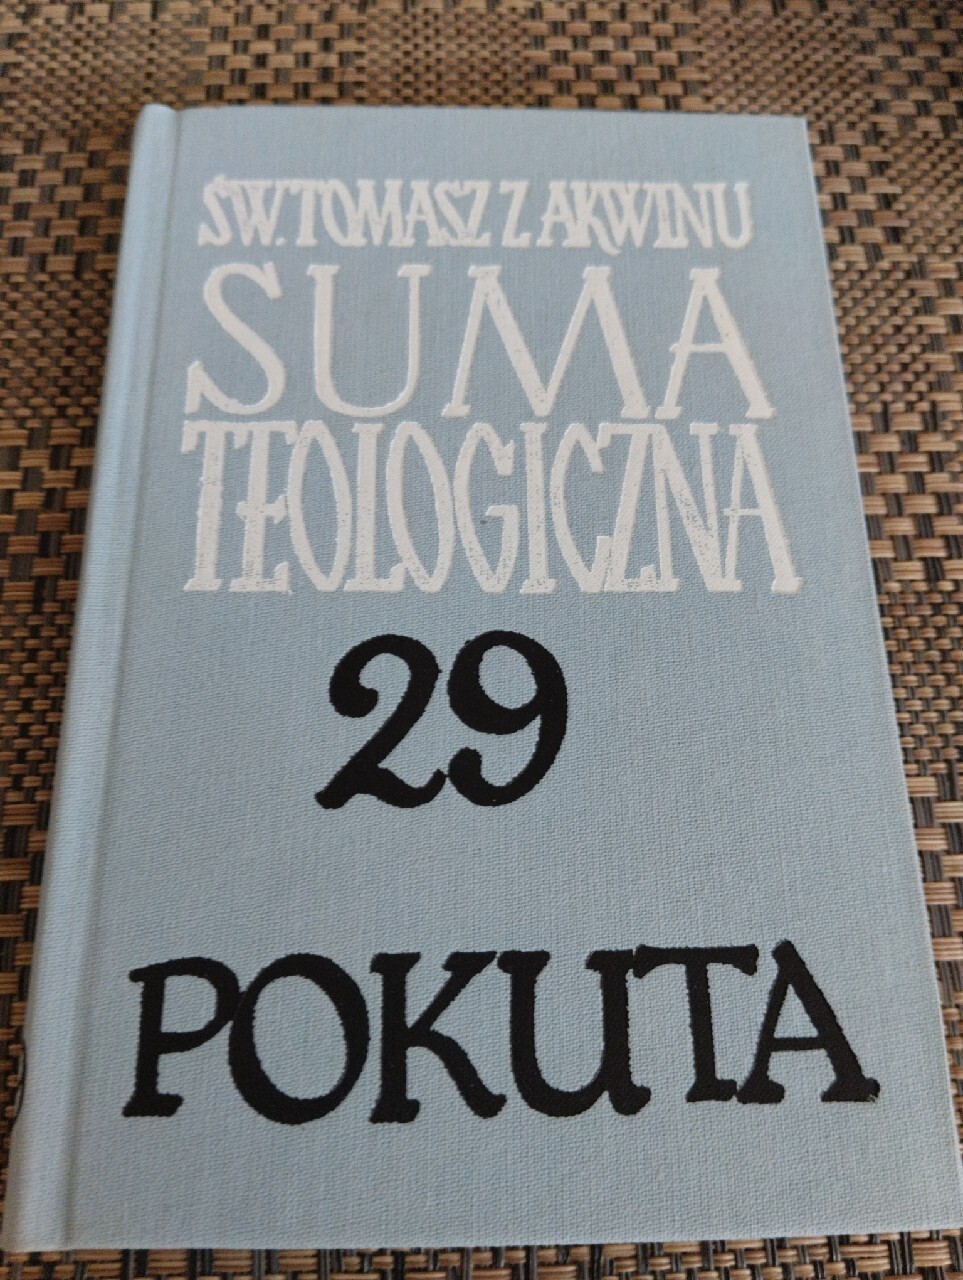 ŚW. TOMASZ Z AKWINU
SUMA
TEOLOGICZNA
29
POKUTA